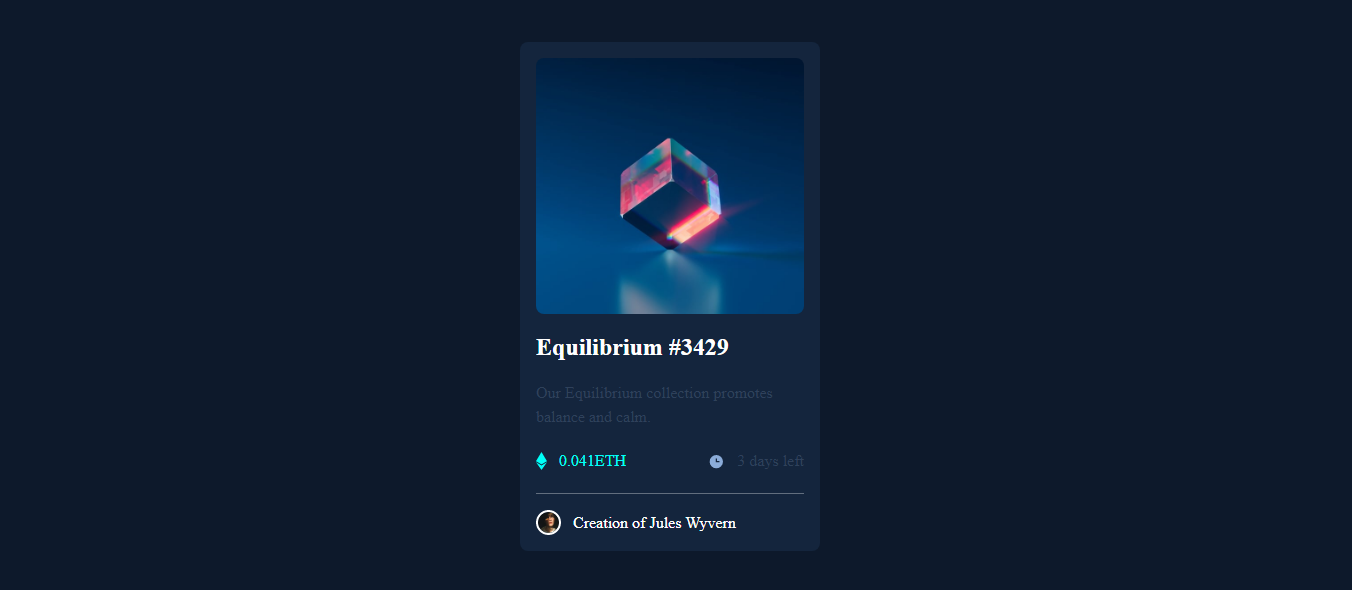 Equilibrium #3429
Our Equilibrium collection promotes
balance and calm.
0.041ETH
3 days left
Creation of Jules Wyvern